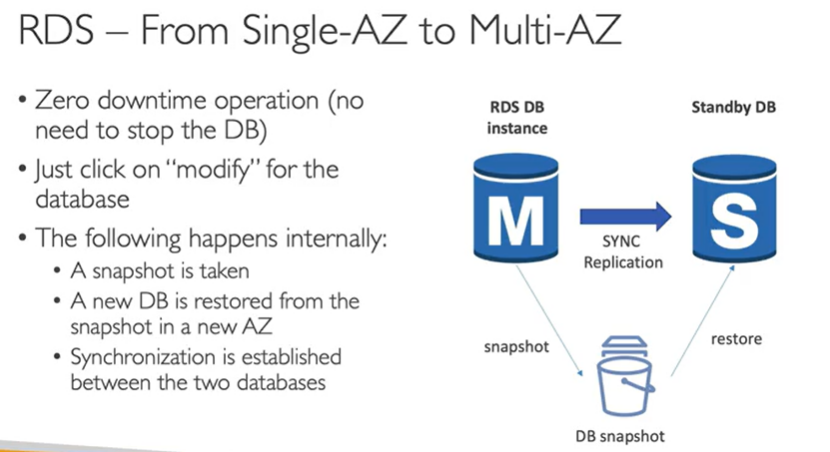 RDS – From Single-AZ to Multi-AZ
• Zero downtime operation (no
need to stop the DB)
• Just click on “modify” for the
database
• The following happens internally:
• A snapshot is taken
• A new DB is restored from the
snapshot in a new AZ
• Synchronization is established
between the two databases
RDS DB
instance
Standby DB
M
S
SYNC
Replication
snapshot
restore
DB snapshot